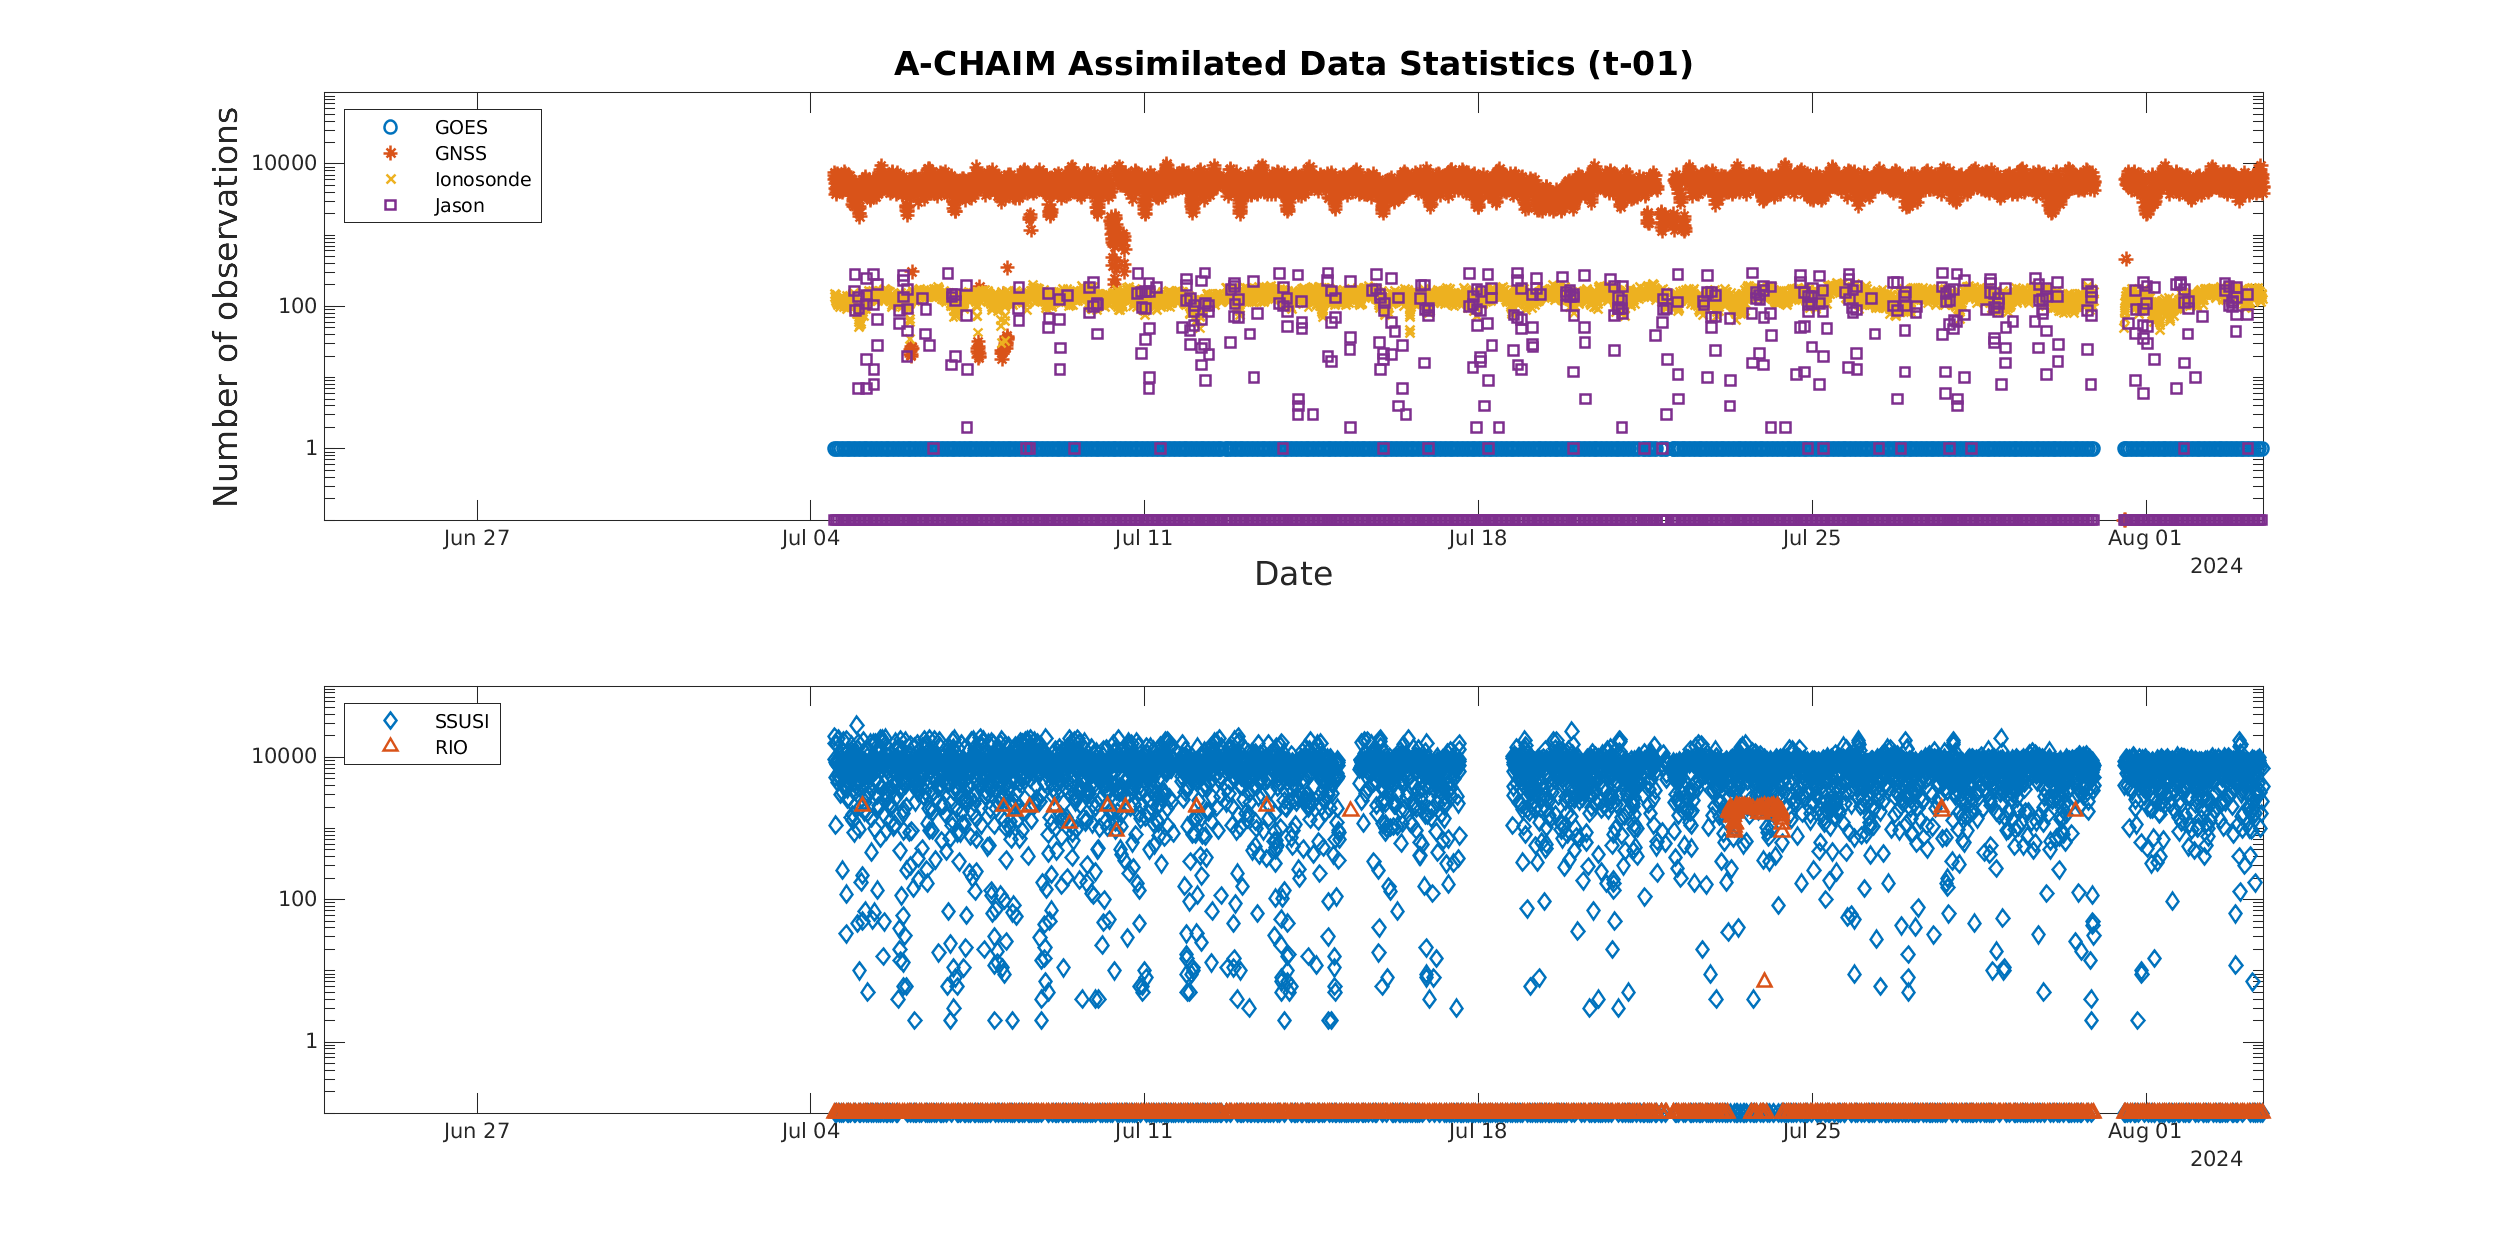 A-CHAIM Assimilated Data Statistics (t-01)
Number of observations
10000
100
1
GOES
GNSS
Ionosonde
Jason
Jun 27
Jul 04
Jul 11
Jul 18
Jul 25
Aug 01
2024
Date
10000
100
1
SSUSI
RIO
Jun 27
Jul 04
Jul 11
Jul 18
Jul 25
Aug 01
2024